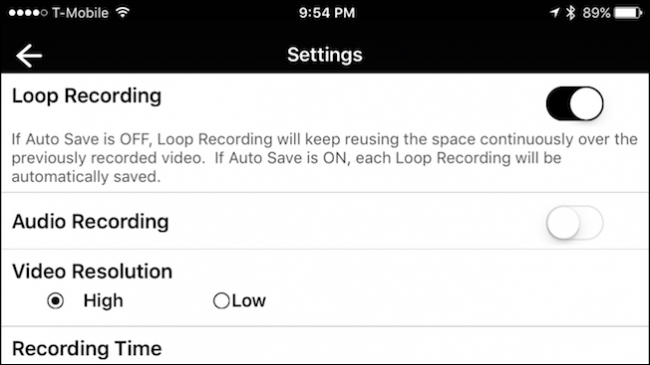 T-Mobile 9:54 PM 89%
Settings
Loop Recording
If Auto Save is OFF, Loop Recording will keep reusing the space continuously over the
previously recorded video. If Auto Save is ON, each Loop Recording will be
automatically saved.
Audio Recording
Video Resolution
High Low
Recording Time